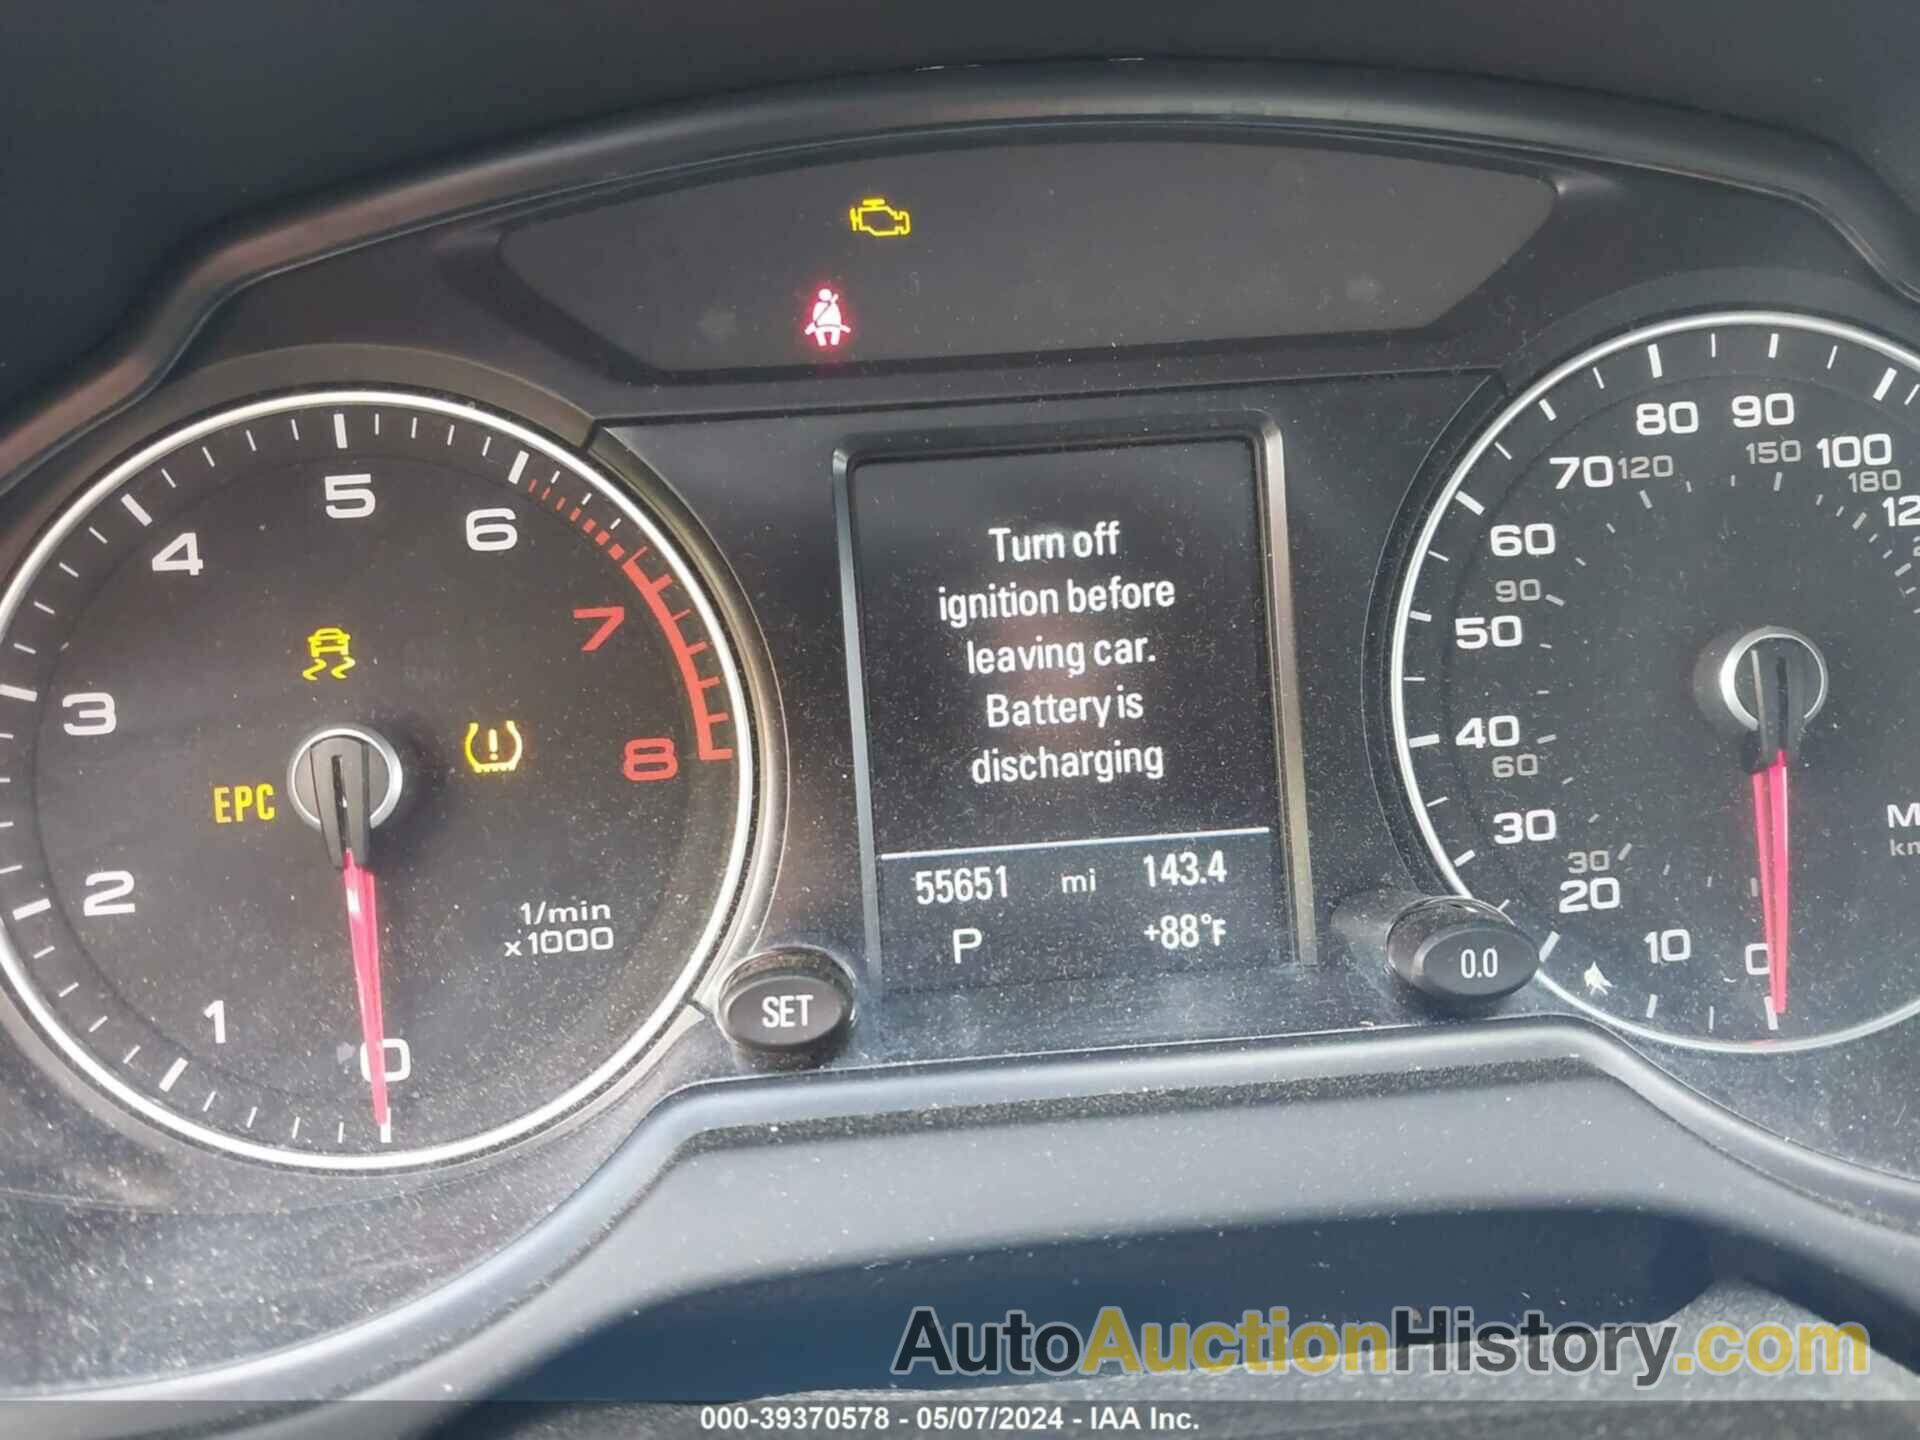 5
4
6
3
7
2
8
EPC
1
0
1/min
x1000
SET
Turn off
ignition before
leaving car.
Battery is
discharging
55651 mi 143.4
P +88°F
0.0
80 90
70 120 150 100
180
60
90
50
40
60
30
30
20
10
0
AutoAuctionHistory.com
000-39370578 - 05/07/2024 - IAA Inc.